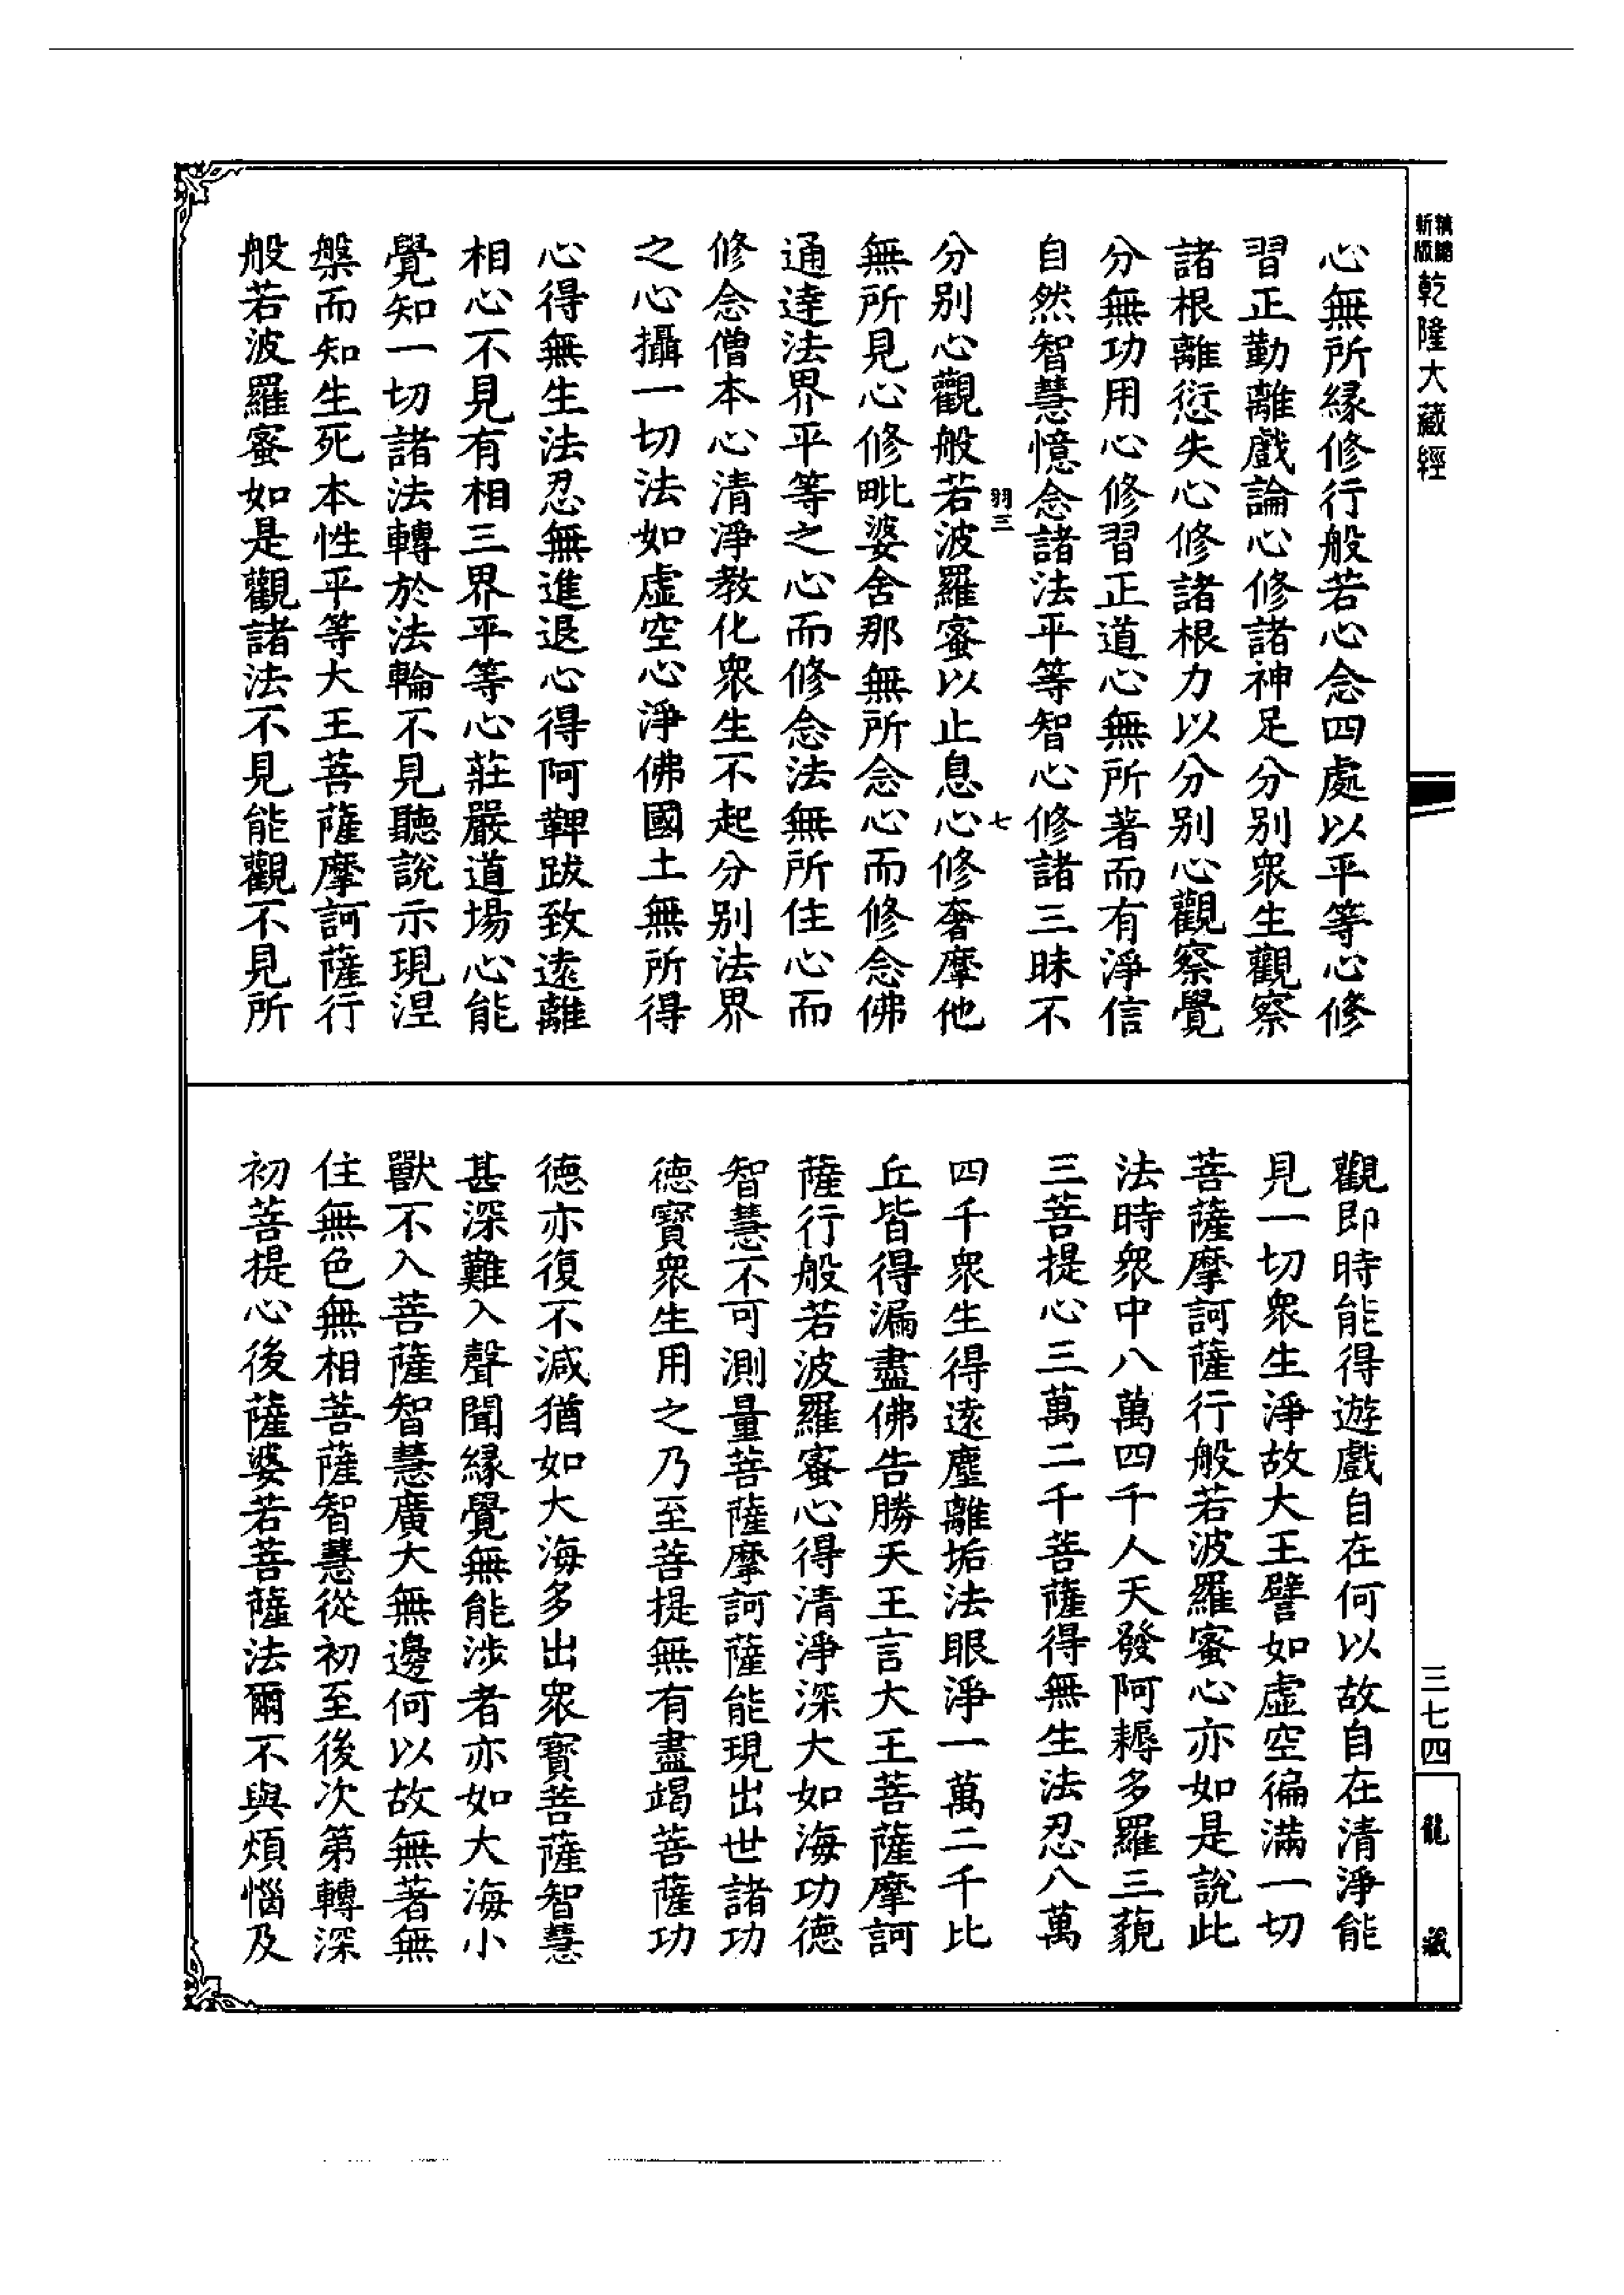 精縮
新版
乾隆大藏經
心無所緣修行般若心念四處以平等心修
習正勤離戲論心修諸神足分別眾生觀察
諸根離愆失心修諸根力以分別心觀察覺
分無功用心修習正道心無所著而有淨信
自然智慧憶念諸法平等智心修諸三昧不
羽三
七
分別心觀般若波羅蜜以止息心修奢摩他
無所見心修毗婆舍那無所念心而修念佛
通達法界平等之心而修念法無所住心而
修念僧本心清淨教化眾生不起分別法界
之心攝一切法如虛空心淨佛國土無所得
心得無生法忍無進退心得阿鞞跋致遠離
相心不見有相三界平等心莊嚴道場心能
覺知一切諸法轉於法輪不見聽說示現涅
槃而知生死本性平等大王菩薩摩訶薩行
般若波羅蜜如是觀諸法不見能觀不見所
觀即時能得遊戲自在何以故自在清淨能
見一切眾生淨故大王譬如虛空徧滿一切
菩薩摩訶薩行般若波羅蜜心亦如是說此
法時眾中八萬四千人天發阿耨多羅三藐
三菩提心三萬二千菩薩得無生法忍八萬
四千眾生得遠塵離垢法眼淨一萬二千比
丘皆得漏盡佛告勝天王言大王菩薩摩訶
薩行般若波羅蜜心得清淨深大如海功德
智慧不可測量菩薩摩訶薩能現出世諸功
德寶眾生用之乃至菩提無有盡竭菩薩功
德亦復不減猶如大海多出眾寶菩薩智慧
甚深難入聲聞緣覺無能涉者亦如大海小
獸不入菩薩智慧廣大無邊何以故無著無
住無色無相菩薩智慧從初至後次第轉深
初菩提心後薩婆若菩薩法爾不與煩惱及
三七四
龍藏